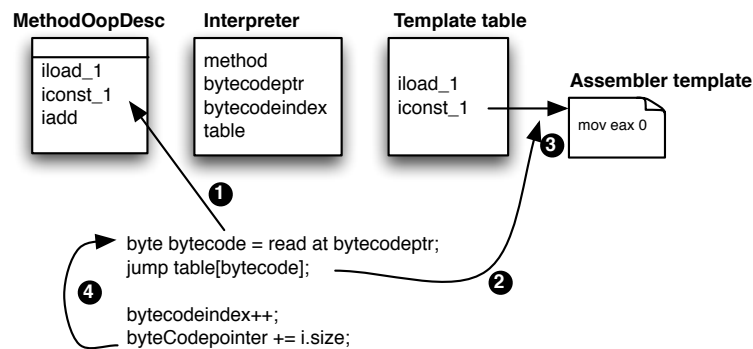 MethodOopDesc
iload_1
iconst_1
iadd
Interpreter
method
bytecodeptr
bytecodeindex
table
Template table
iload_1
iconst_1
Assembler template
mov eax 0
1
2
3
4
byte bytecode = read at bytecodeptr;
jump table[bytecode];
bytecodeindex++;
byteCodepointer += i.size;